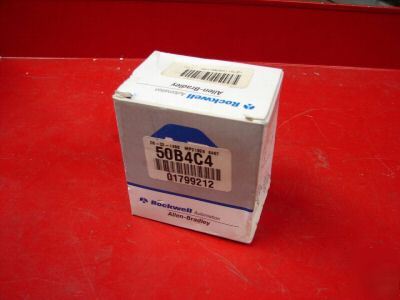 Rockwell Automation
Allen-Bradley
50B4C4
01799212
Rockwell Automation
Allen-Bradley